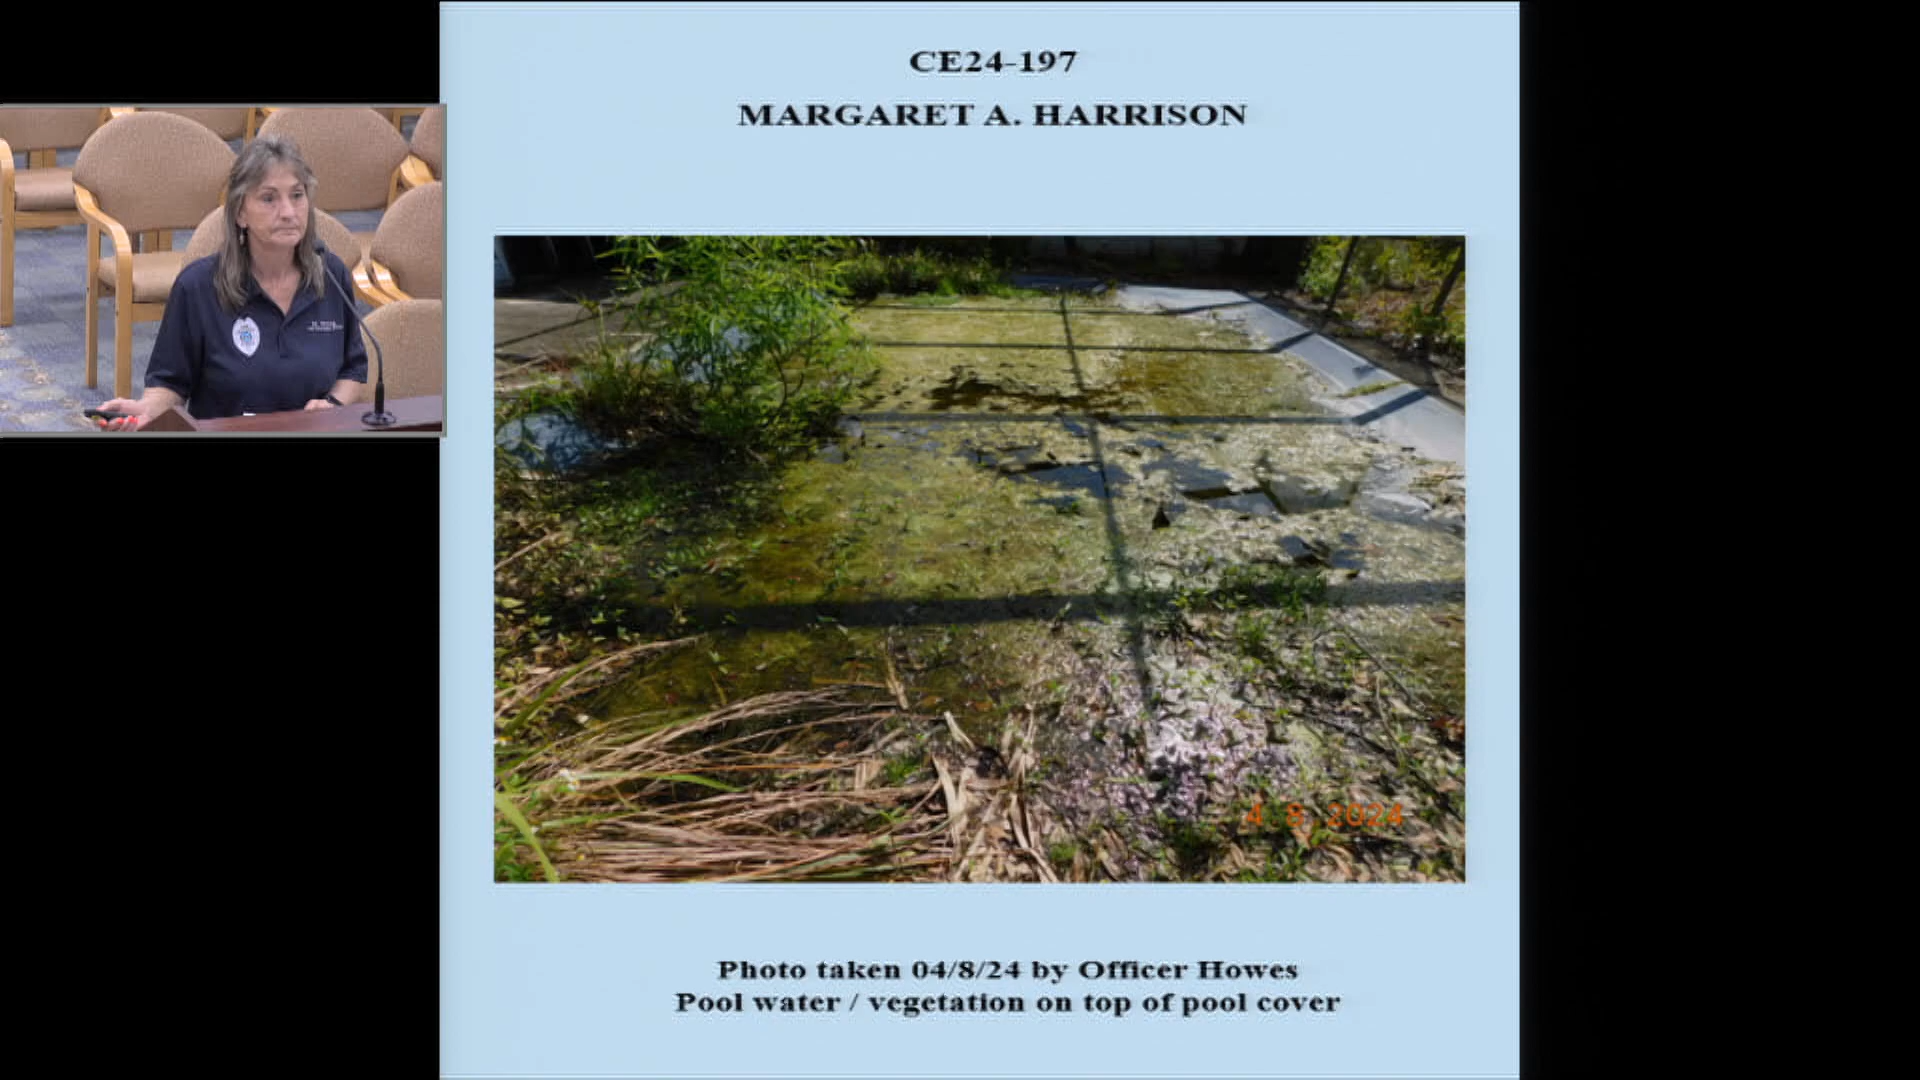 CE24-197
MARGARET A. HARRISON
4 8 2024
Photo taken 04/8/24 by Officer Howes
Pool water / vegetation on top of pool cover